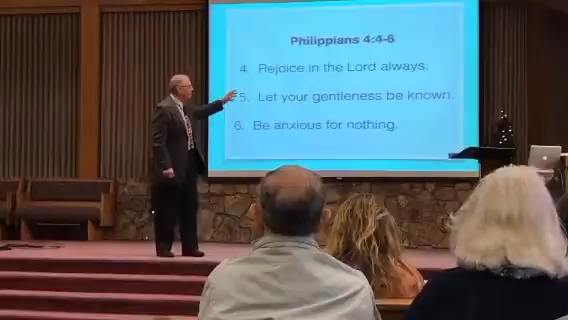 Philippians 4:4-6
4. Rejoice in the Lord always.
5. Let your gentleness be known.
6. Be anxious for nothing.